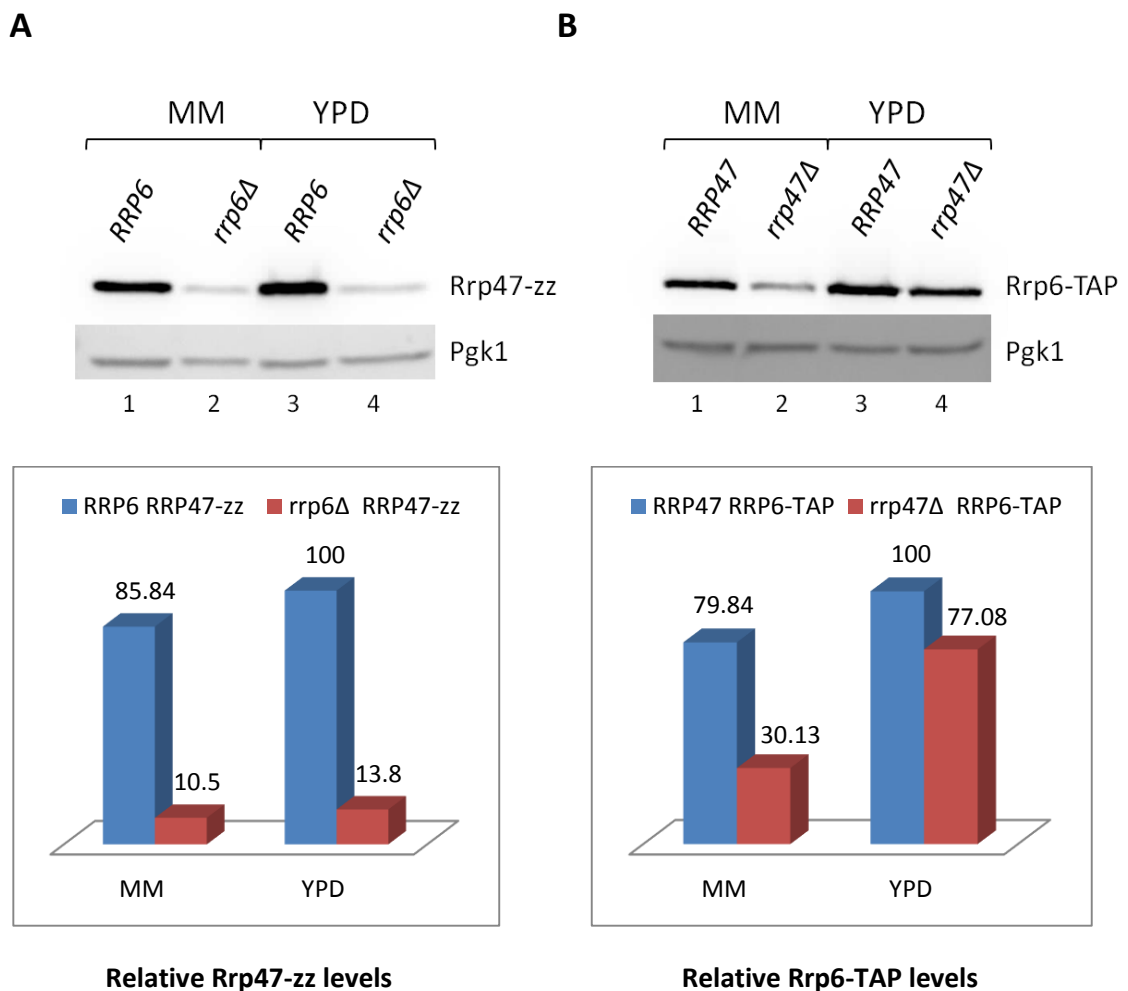 A
MM YPD
RRP6 rrp6Δ RRP6 rrp6Δ
Rrp47-zz
Pgk1
1 2 3 4
RRP6 RRP47-zz rrp6Δ RRP47-zz
85.84
10.5
100
13.8
MM YPD
Relative Rrp47-zz levels
B
MM YPD
RRP47 rrp47Δ RRP47 rrp47Δ
Rrp6-TAP
Pgk1
1 2 3 4
RRP47 RRP6-TAP rrp47Δ RRP6-TAP
79.84
30.13
100
77.08
MM YPD
Relative Rrp6-TAP levels